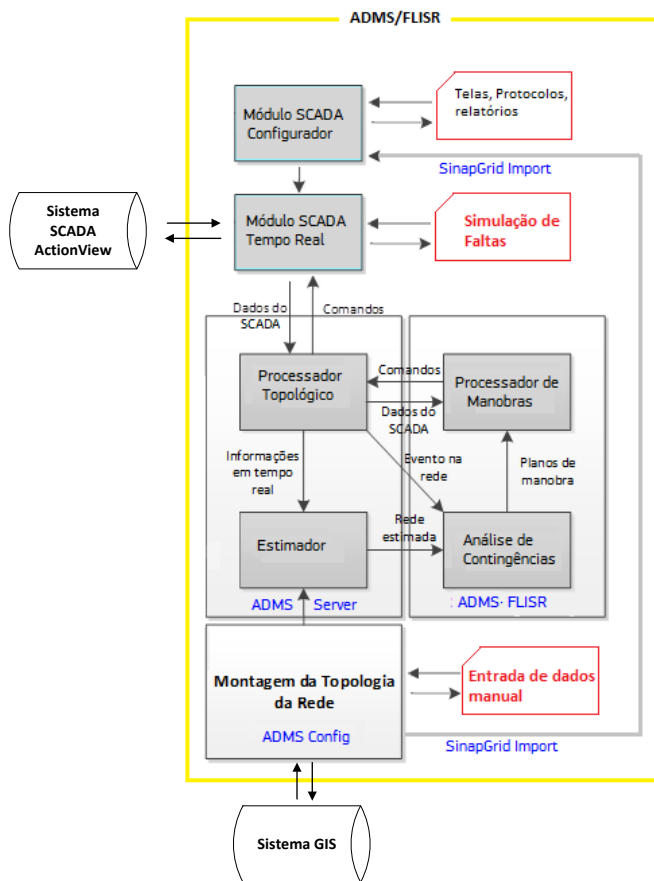 ADMS/FLISR
Módulo SCADA
Configurador
Telas, Protocolos,
relatórios
SinapGrid Import
Sistema
SCADA
ActionView
Módulo SCADA
Tempo Real
Simulação de
Faltas
Dados do
SCADA
Comandos
Processador
Topológico
Comandos
Dados do
SCADA
Processador de
Manobras
Informações
em tempo
real
Evento na
rede
Planos de
manobra
Estimador
Rede
estimada
Análise de
Contingências
ADMS Server
: ADMS· FLISR
Montagem da Topologia
da Rede
ADMS Config
Entrada de dados
manual
SinapGrid Import
Sistema GIS